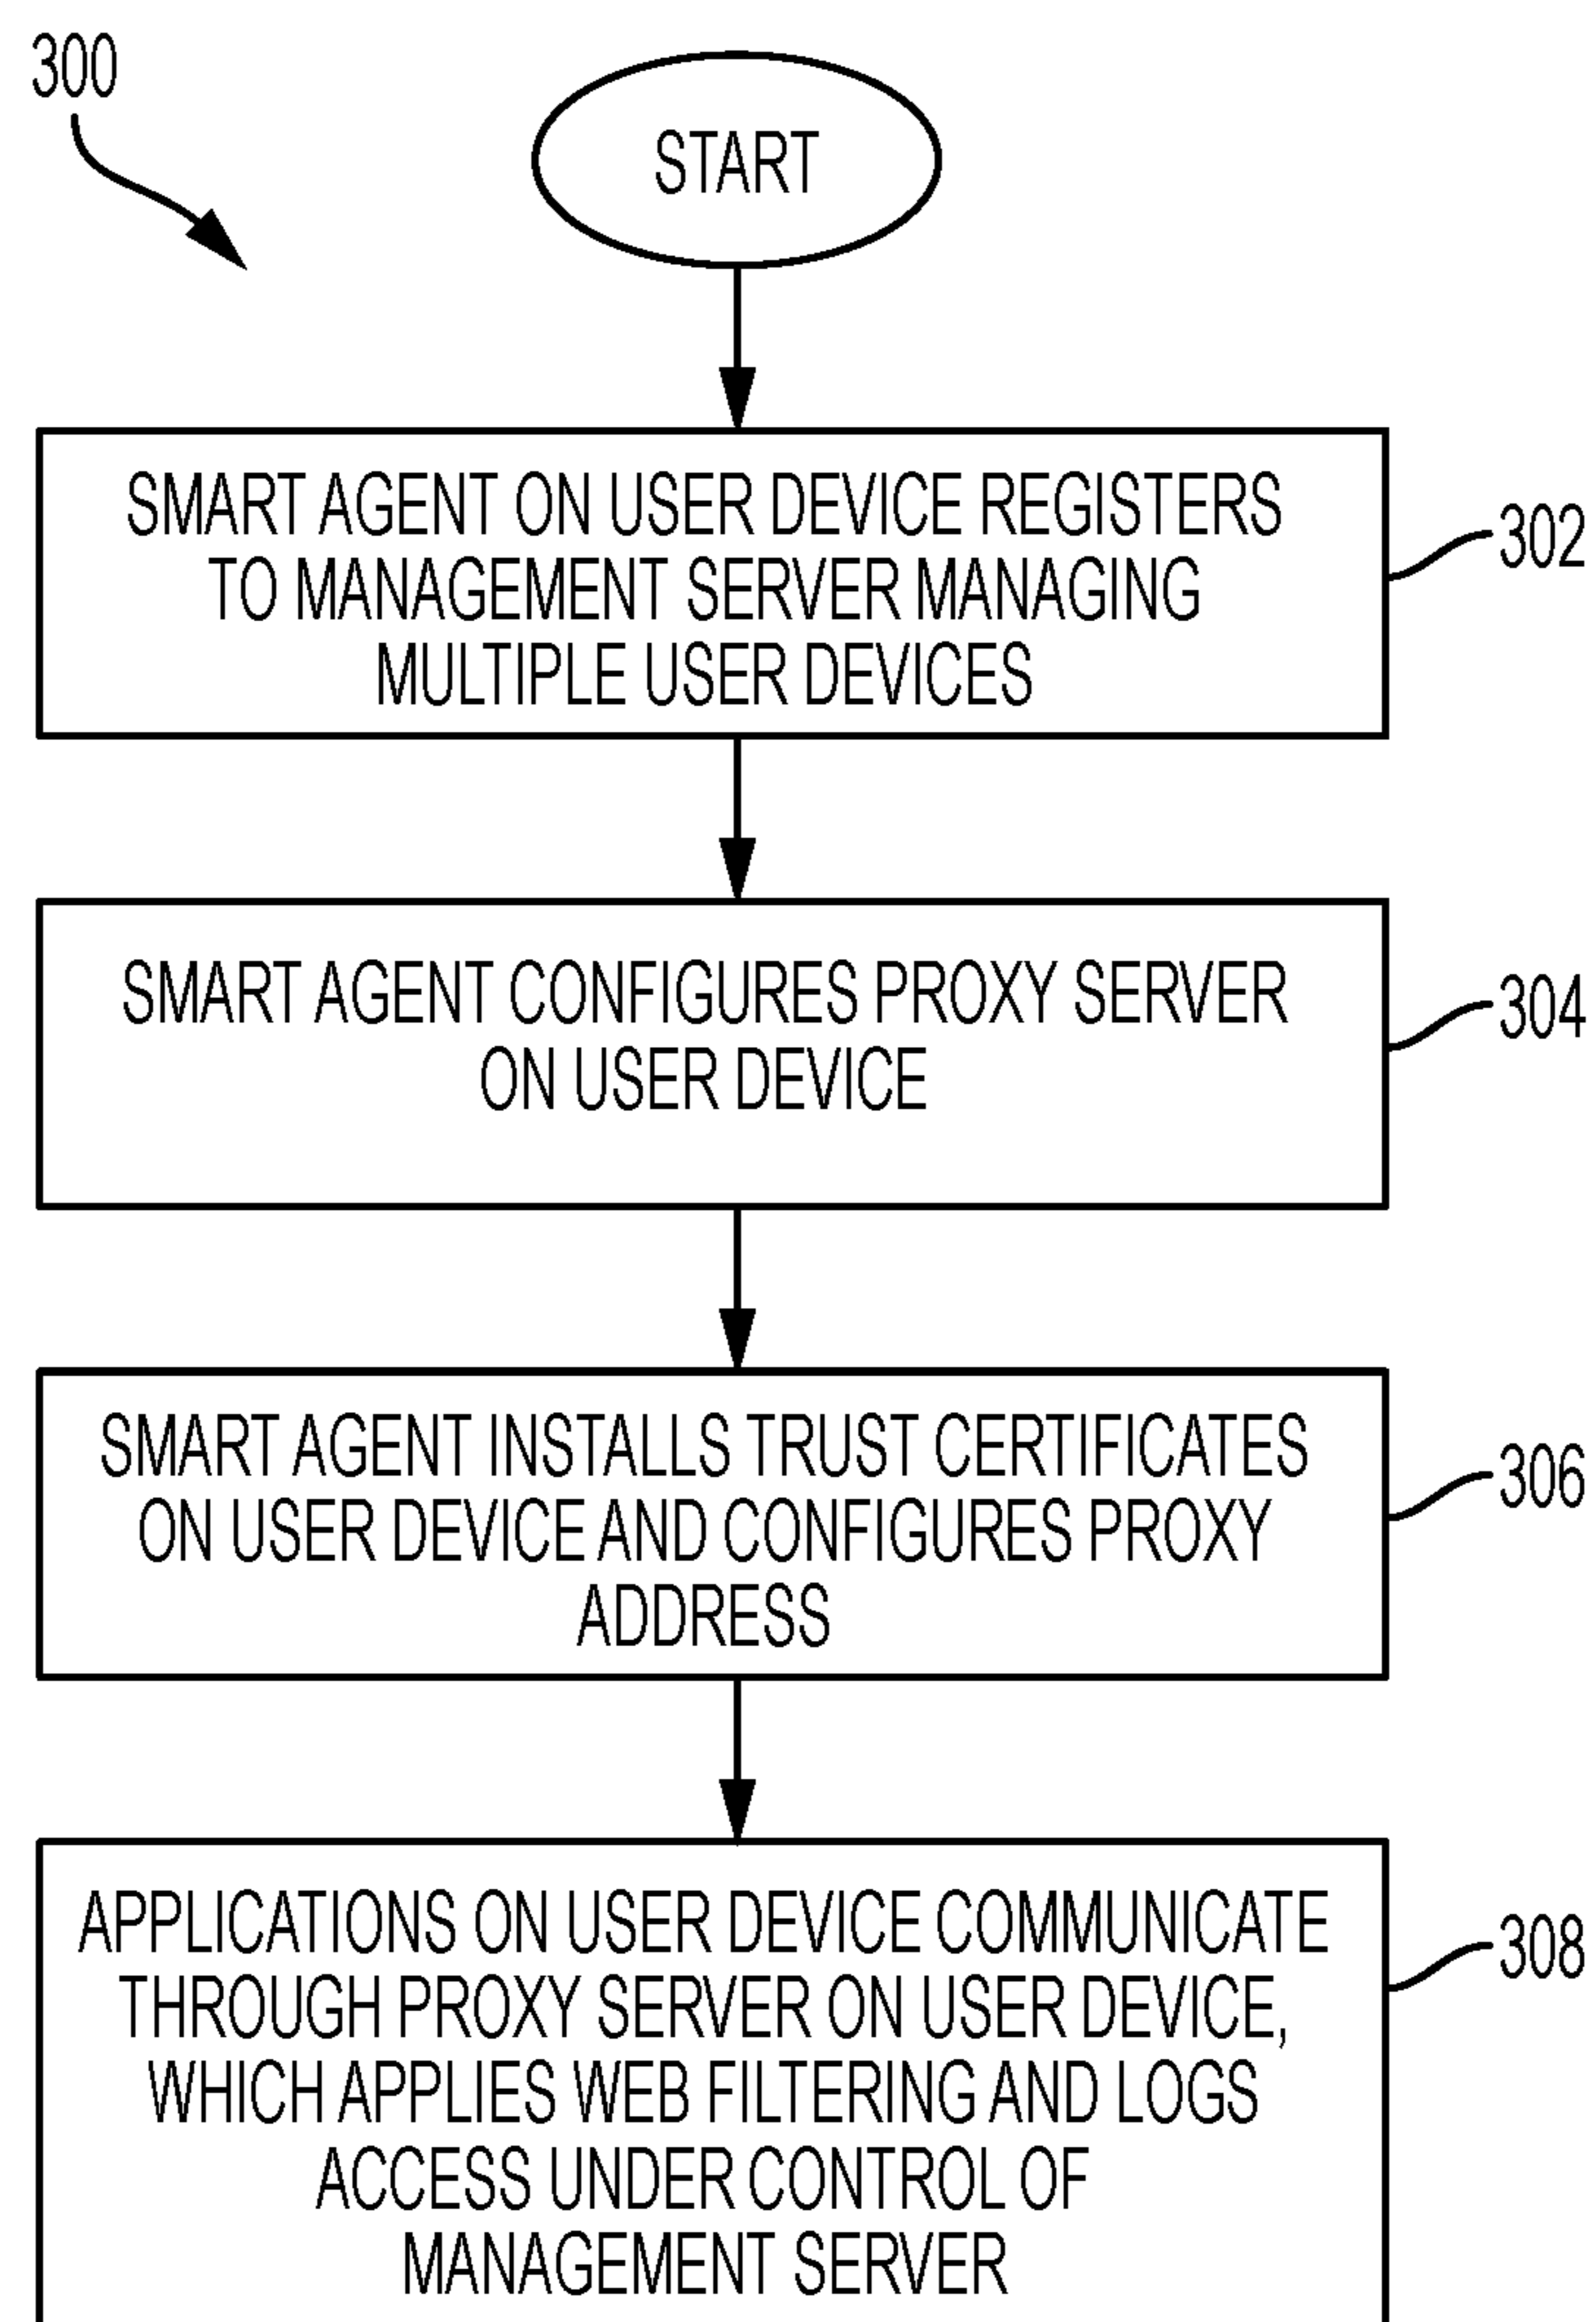 300
START
SMART AGENT ON USER DEVICE REGISTERS
TO MANAGEMENT SERVER MANAGING
MULTIPLE USER DEVICES
302
SMART AGENT CONFIGURES PROXY SERVER
ON USER DEVICE
304
SMART AGENT INSTALLS TRUST CERTIFICATES
ON USER DEVICE AND CONFIGURES PROXY
ADDRESS
306
APPLICATIONS ON USER DEVICE COMMUNICATE
THROUGH PROXY SERVER ON USER DEVICE,
WHICH APPLIES WEB FILTERING AND LOGS
ACCESS UNDER CONTROL OF
MANAGEMENT SERVER
308